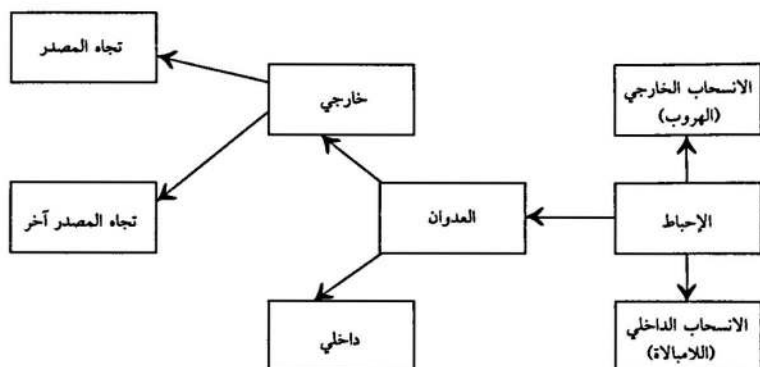 الانسحاب الخارجي
(الهروب)
الإحباط
الانسحاب الداخلي
(اللامبالاة)
العدوان
خارجي
داخلي
تجاه المصدر
تجاه المصدر آخر